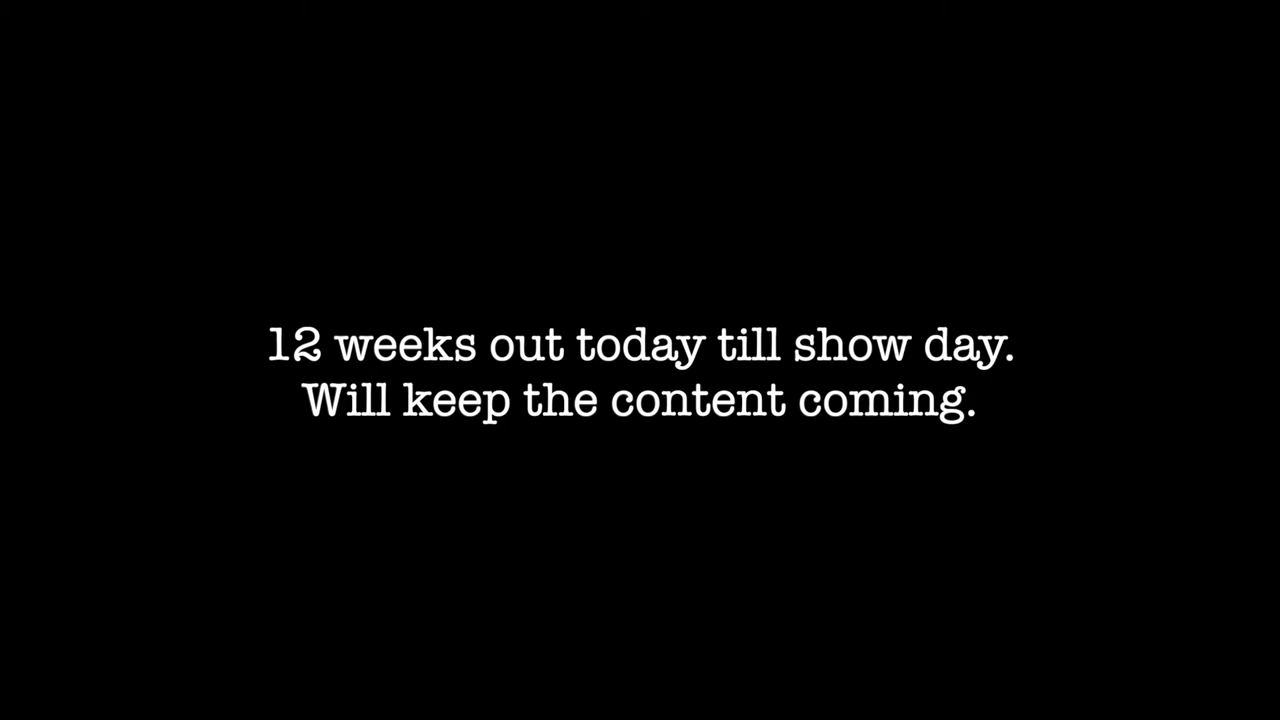 12 weeks out today till show day.
Will keep the content coming.